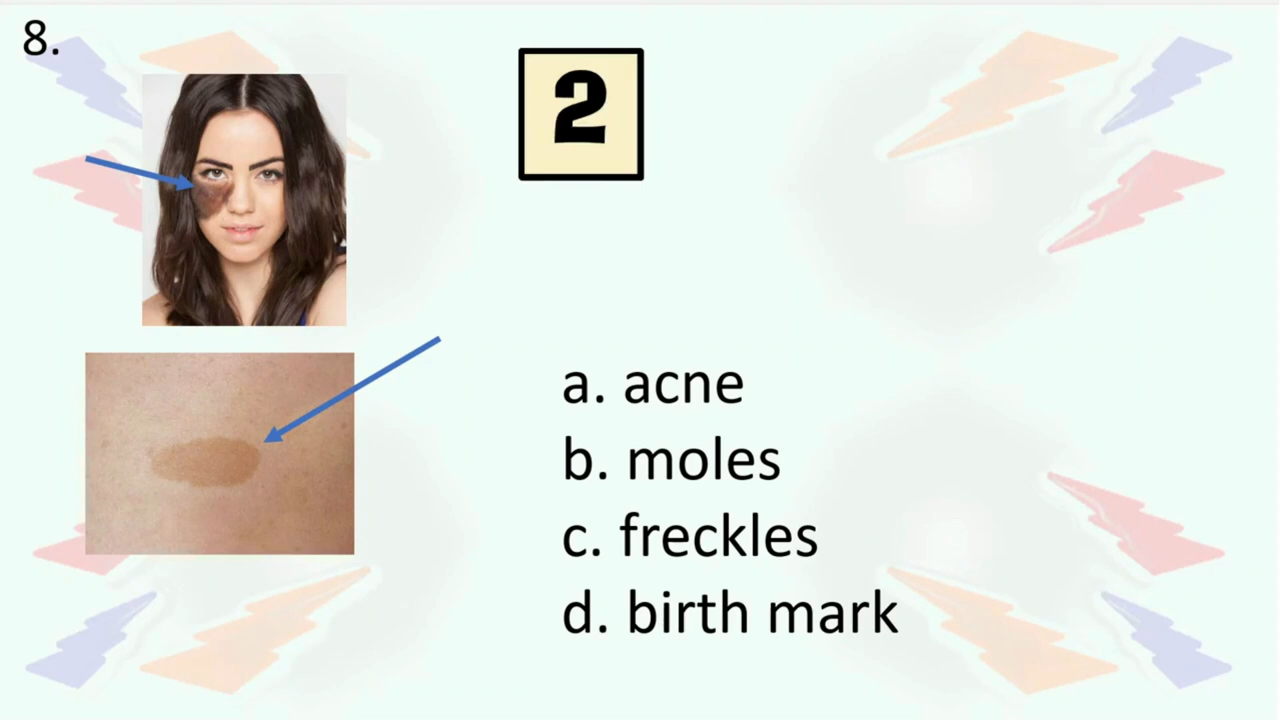 8.
2
a. acne
b. moles
c. freckles
d. birth mark